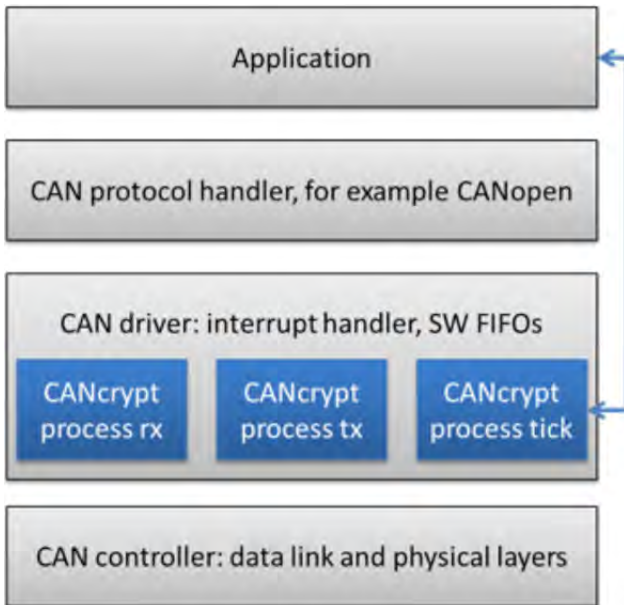 Application
CAN protocol handler, for example CANopen
CAN driver: interrupt handler, SW FIFOs
CANcrypt process rx
CANcrypt process tx
CANcrypt process tick
CAN controller: data link and physical layers